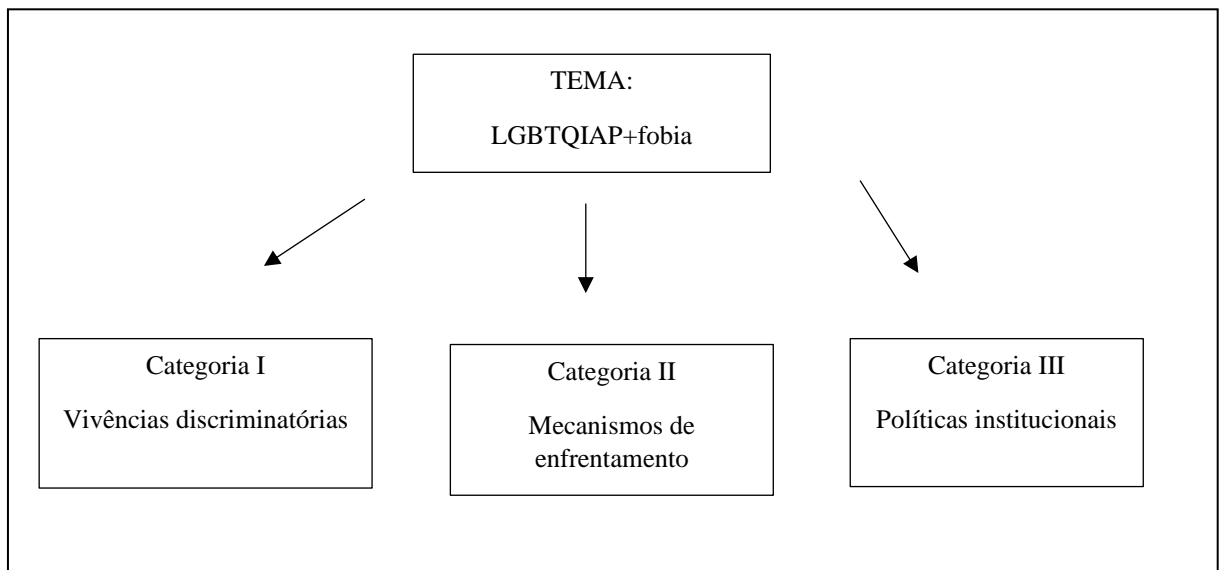 TEMA:
LGBTQIAP+fobia
Categoria I
Vivências discriminatórias
Categoria II
Mecanismos de
enfrentamento
Categoria III
Políticas institucionais